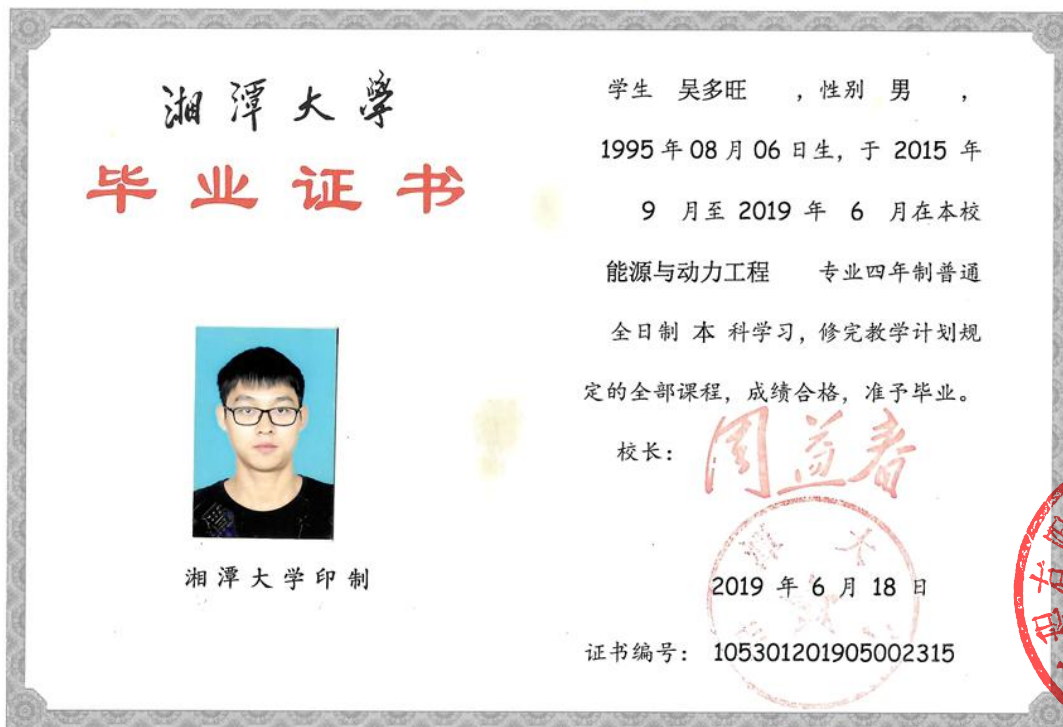 湘潭大學
毕业证书
湘潭大学印制
学生 吴多旺 ，性别 男 ，
1995 年 08 月 06 日生，于 2015 年
9 月至 2019 年 6 月在本校
能源与动力工程 专业四年制普通
全日制 本 科学习，修完教学计划规
定的全部课程，成绩合格，准予毕业。
校长：周益春
2019 年 6 月 18 日
证书编号： 105301201905002315